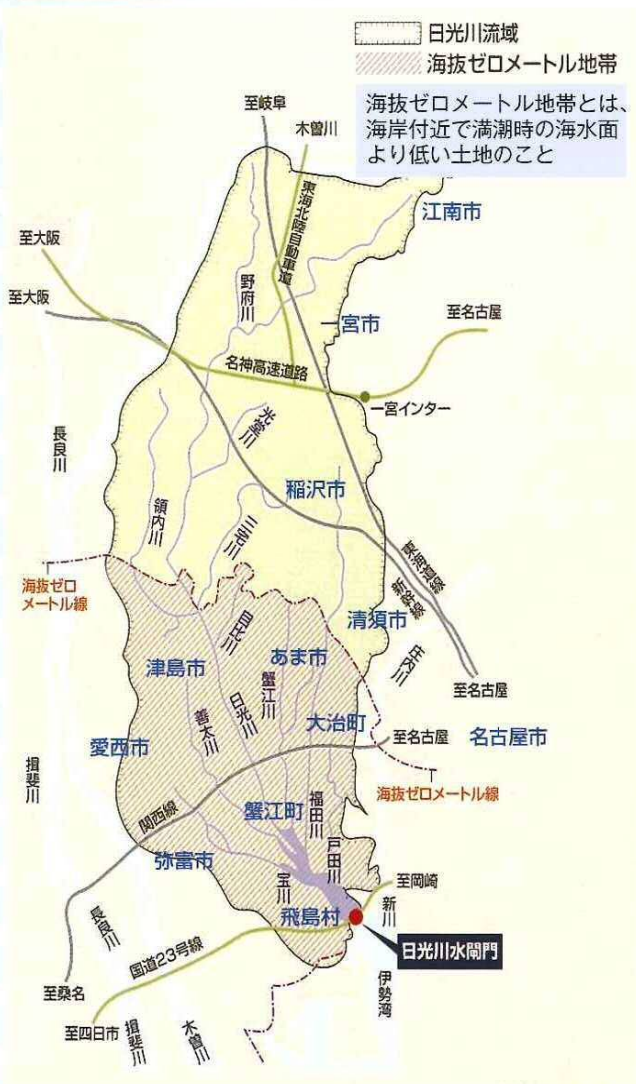 日光川流域
海抜ゼロメートル地帯
海抜ゼロメートル地帯とは、
海岸付近で満潮時の海水面
より低い土地のこと
至岐阜
木曽川
東海北陸自動車道
江南市
至大阪
至大阪
野府川
一宮市
至名古屋
名神高速道路
一宮インター
光堂川
長良川
稲沢市
領内川
三宅川
東海道線
新幹線
海抜ゼロ
メートル線
目比川
清須市
庄内川
津島市
あま市
蟹江川
至名古屋
日光川
善太川
大治町
至名古屋
名古屋市
愛西市
揖斐川
海抜ゼロメートル線
関西線
蟹江町
福田川
戸田川
弥富市
宝川
至岡崎
飛島村
新川
長良川
国道23号線
日光川水閘門
至桑名
伊勢湾
至四日市
揖斐川
木曽川